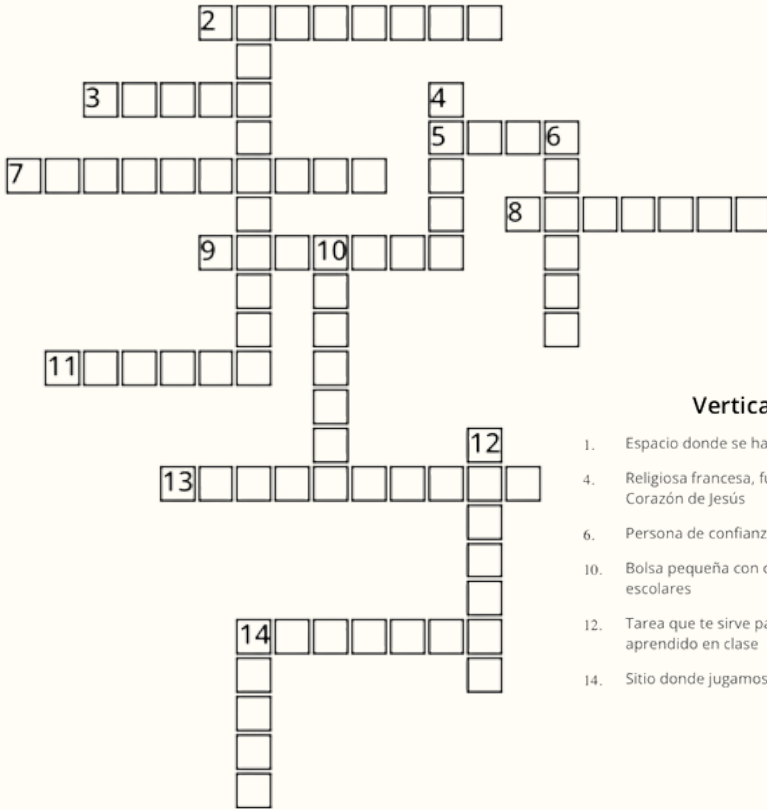 2
3
4
5 6
7
8
9 10
11
Vertica
1. Espacio donde se ha
4. Religiosa francesa, fu
Corazón de Jesús
6. Persona de confianz
10. Bolsa pequeña con c
escolares
12. Tarea que te sirve pa
aprendido en clase
14. Sitio donde jugamos
12
13
14